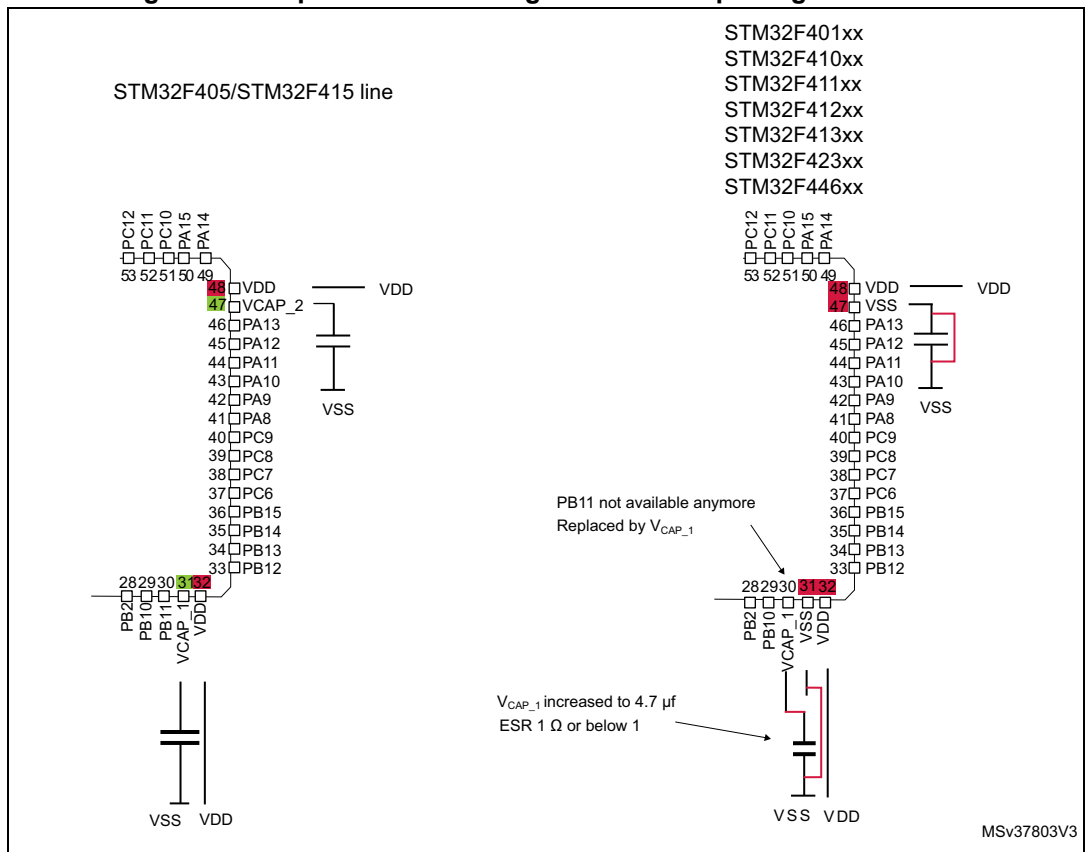 STM32F405/STM32F415 line
PC12
PC11
PC10
PA15
PA14
53 52 51 50 49
48 VDD
VDD
47 VCAP_2
46 PA13
45 PA12
44 PA11
43 PA10
42 PA9
VSS
41 PA8
40 PC9
39 PC8
38 PC7
37 PC6
36 PB15
35 PB14
34 PB13
33 PB12
28 29 30 31 32
PB2
PB10
PB11
VCAP_1
VDD
VSS VDD
STM32F401xx
STM32F410xx
STM32F411xx
STM32F412xx
STM32F413xx
STM32F423xx
STM32F446xx
PC12
PC11
PC10
PA15
PA14
53 52 51 50 49
48 VDD
VDD
47 VSS
46 PA13
45 PA12
44 PA11
43 PA10
42 PA9
VSS
41 PA8
40 PC9
39 PC8
38 PC7
37 PC6
36 PB15
35 PB14
34 PB13
33 PB12
PB11 not available anymore
Replaced by VCAP_1
28 29 30 31 32
PB2
PB10
VCAP_1
VSS
VDD
VCAP_1 increased to 4.7 µf
ESR 1 Ω or below 1
VSS VDD
MSv37803V3